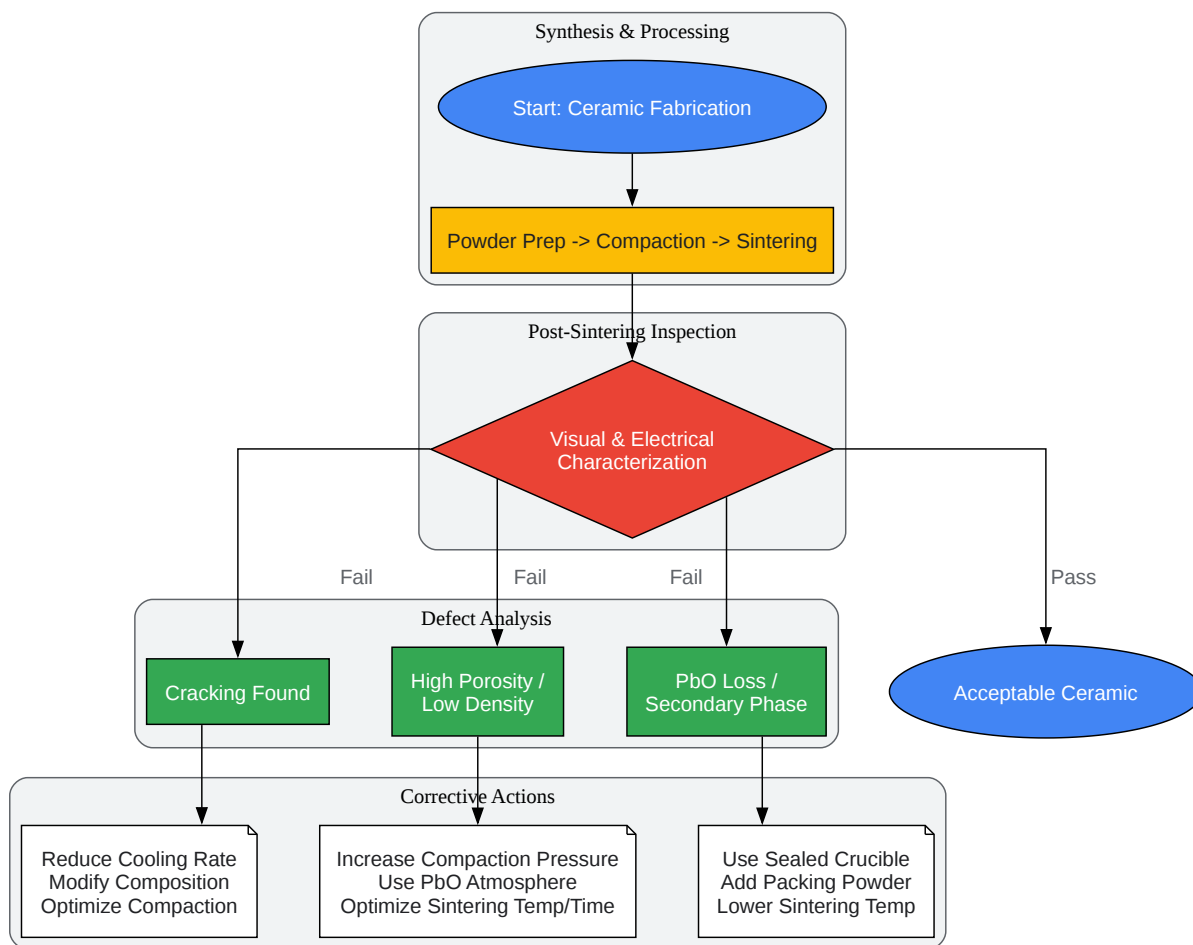 Synthesis & Processing
Start: Ceramic Fabrication
Powder Prep -> Compaction -> Sintering
Post-Sintering Inspection
Visual & Electrical
Characterization
Fail
Fail
Fail
Pass
Defect Analysis
Cracking Found
High Porosity /
Low Density
PbO Loss /
Secondary Phase
Acceptable Ceramic
Corrective Actions
Reduce Cooling Rate
Modify Composition
Optimize Compaction
Increase Compaction Pressure
Use PbO Atmosphere
Optimize Sintering Temp/Time
Use Sealed Crucible
Add Packing Powder
Lower Sintering Temp